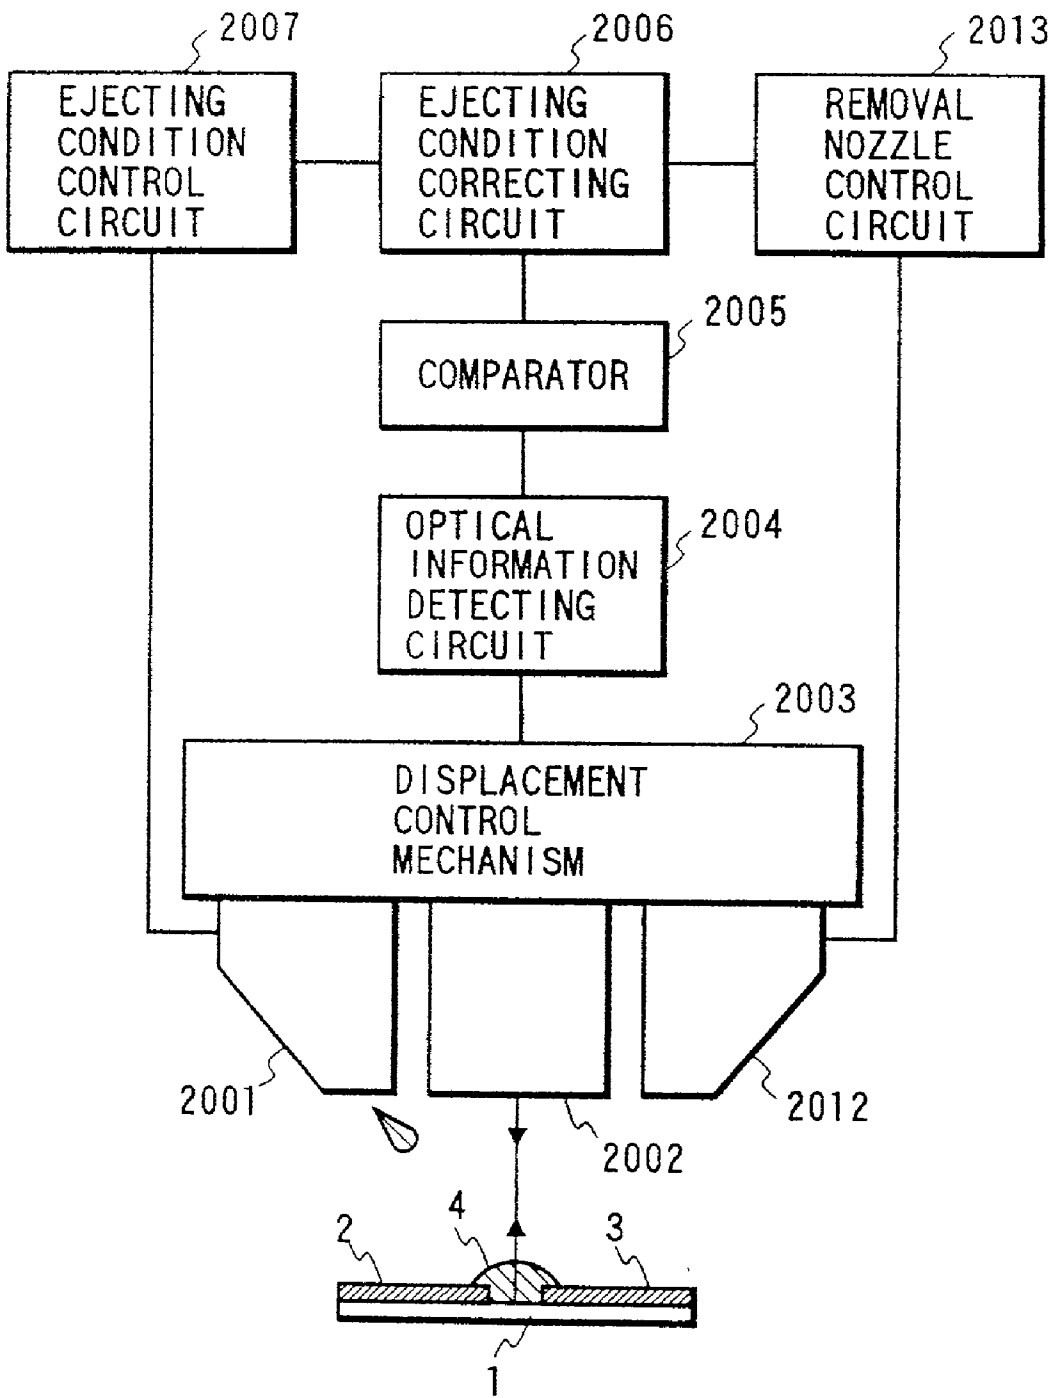 2007
2006
2013
EJECTING
CONDITION
CONTROL
CIRCUIT
EJECTING
CONDITION
CORRECTING
CIRCUIT
REMOVAL
NOZZLE
CONTROL
CIRCUIT
2005
COMPARATOR
2004
OPTICAL
INFORMATION
DETECTING
CIRCUIT
2003
DISPLACEMENT
CONTROL
MECHANISM
2001
2002
2012
2
4
3
1